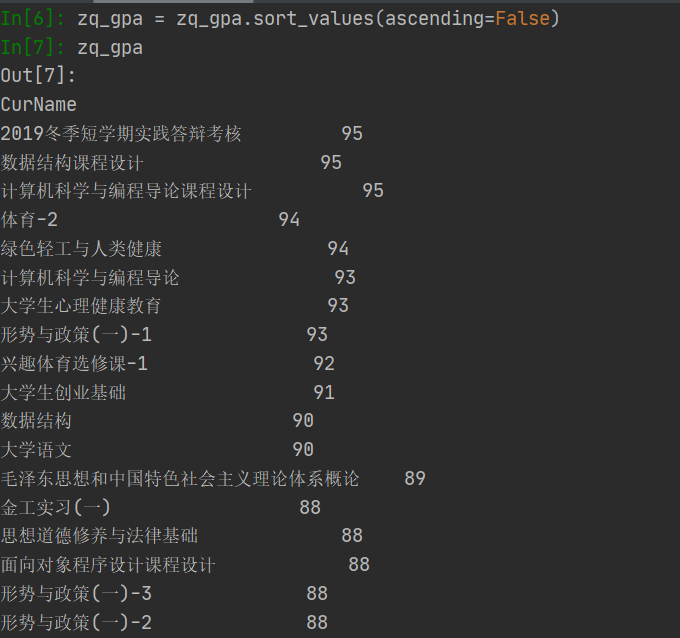 In[6]: zq_gpa = zq_gpa.sort_values(ascending=False)
In[7]: zq_gpa
Out[7]:
CurName
2019冬季短学期实践答辩考核 95
数据结构课程设计 95
计算机科学与编程导论课程设计 95
体育-2 94
绿色轻工与人类健康 94
计算机科学与编程导论 93
大学生心理健康教育 93
形势与政策(一)-1 93
兴趣体育选修课-1 92
大学生创业基础 91
数据结构 90
大学语文 90
毛泽东思想和中国特色社会主义理论体系概论 89
金工实习(一) 88
思想道德修养与法律基础 88
面向对象程序设计课程设计 88
形势与政策(一)-3 88
形势与政策(一)-2 88